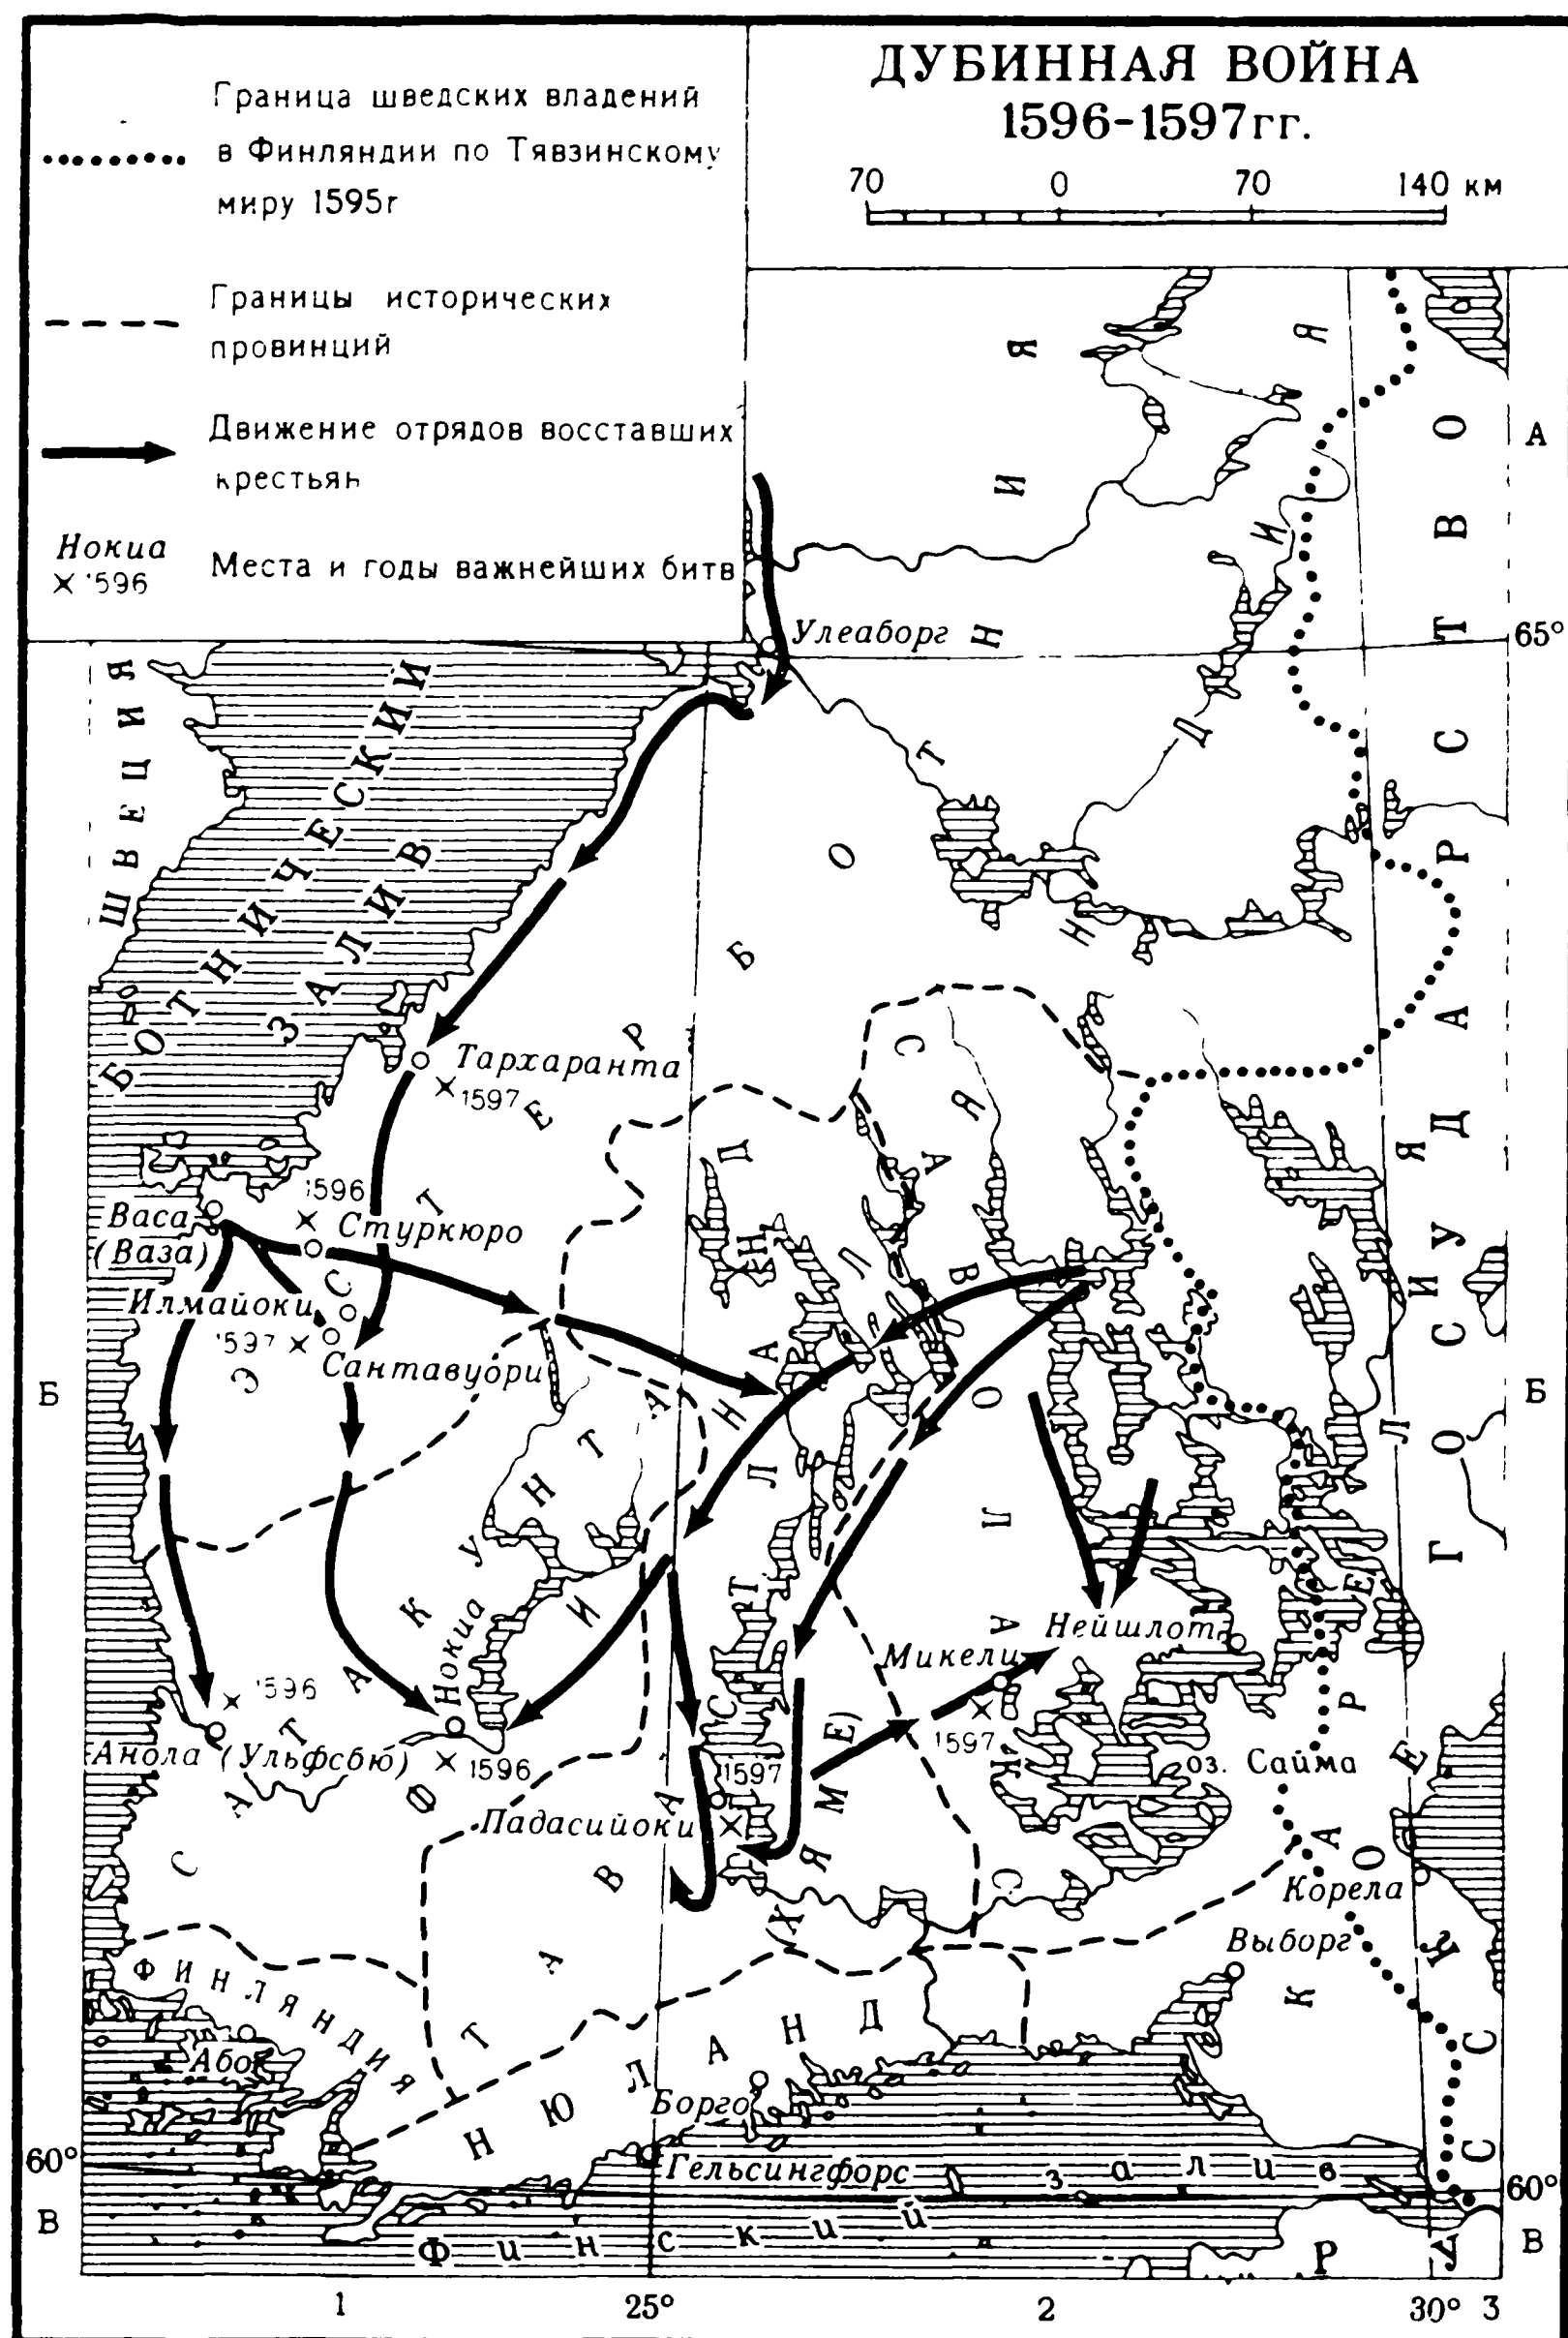 ДУБИННАЯ ВОЙНА
1596-1597гг.
70 0 70 140 км
Граница шведских владений
в Финляндии по Тявзинскому
миру 1595г
Границы исторических
провинций
Движение отрядов восставших
крестьян
Нокиа
1596
Места и годы важнейших битв
А
65°
Улеаборг
ШВЕЦИЯ
БОТНИЧЕСКИЙ
ЗАЛИВ
ЭСТЕРБОТНИЯ
Тархаранта
1597
1596
Васа
(Ваза)
Стуркюро
Илмайоки
1597
Сантавуори
Б
Б
САТАКУНТА
САВОЛАКС
ТАВАСТЛАНД
(ХЯМЕ)
Нокиа
1596
1596
Анола (Ульфсбю)
Микели
1597
Нейшлот
оз. Сайма
1597
Падасийоки
КАРЕЛИЯ
Корела
Выборг
РУССКОЕ
ГОСУДАРСТВО
ФИНЛЯНДИЯ
Або
НЮЛАНД
Борго
Гельсингфорс
60°
60°
Финский залив
В
В
1 25° 2 30° 3